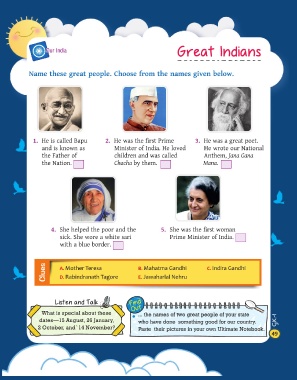 Our India
Great Indians
Name these great people. Choose from the names given below.
1. He is called Bapu
and is known as
the Father of
the Nation.
2. He was the first Prime
Minister of India. He loved
children and was called
Chacha by them.
3. He was a great poet.
He wrote our National
Anthem, Jana Gana
Mana.
4. She helped the poor and the
sick. She wore a white sari
with a blue border.
5. She was the first woman
Prime Minister of India.
Clues
A. Mother Teresa
B. Mahatma Gandhi
C. Indira Gandhi
D. Rabindranath Tagore
E. Jawaharlal Nehru
Listen and Talk
What is special about these
dates—15 August, 26 January,
2 October, and 14 November?
Find Out
... the names of two great people of your state
who have done something good for our country.
Paste their pictures in your own Ultimate Notebook.
GK-1
49